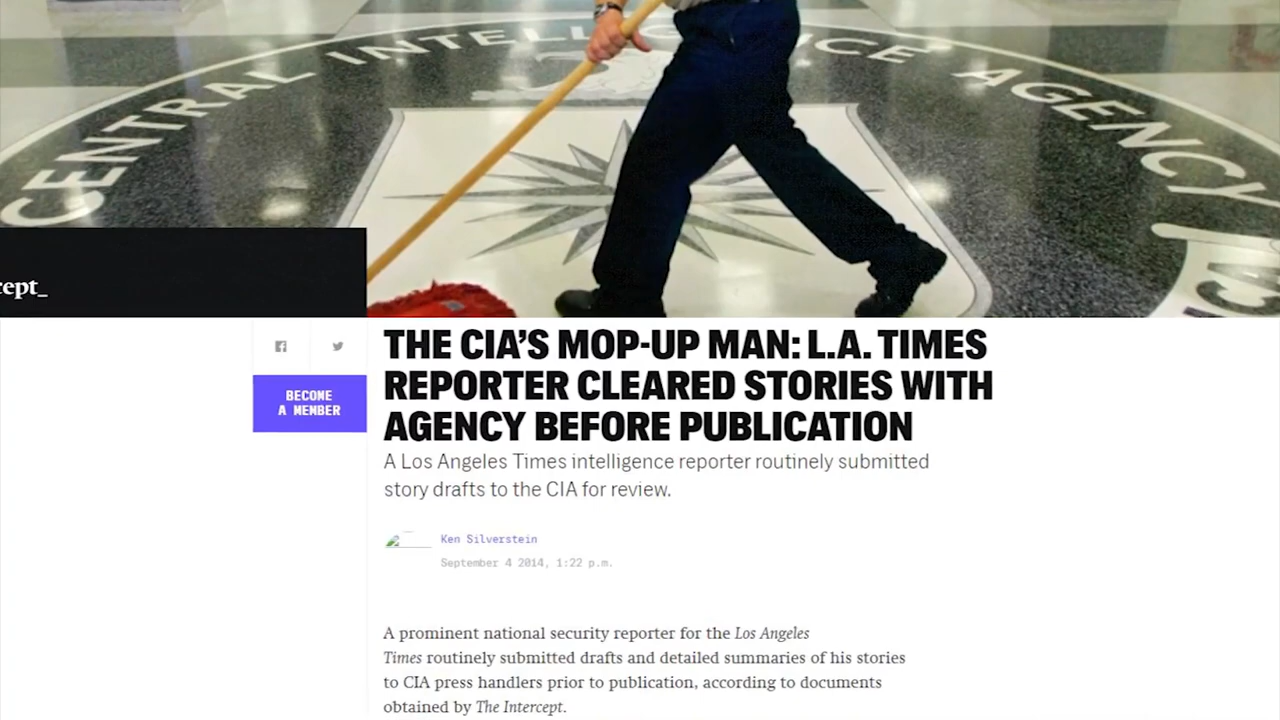 CENTRAL INTELLIGENCE AGENCY
cept_
THE CIA’S MOP-UP MAN: L.A. TIMES
REPORTER CLEARED STORIES WITH
AGENCY BEFORE PUBLICATION
BECOME
A MEMBER
A Los Angeles Times intelligence reporter routinely submitted
story drafts to the CIA for review.
Ken Silverstein
September 4 2014, 1:22 p.m.
A prominent national security reporter for the Los Angeles
Times routinely submitted drafts and detailed summaries of his stories
to CIA press handlers prior to publication, according to documents
obtained by The Intercept.